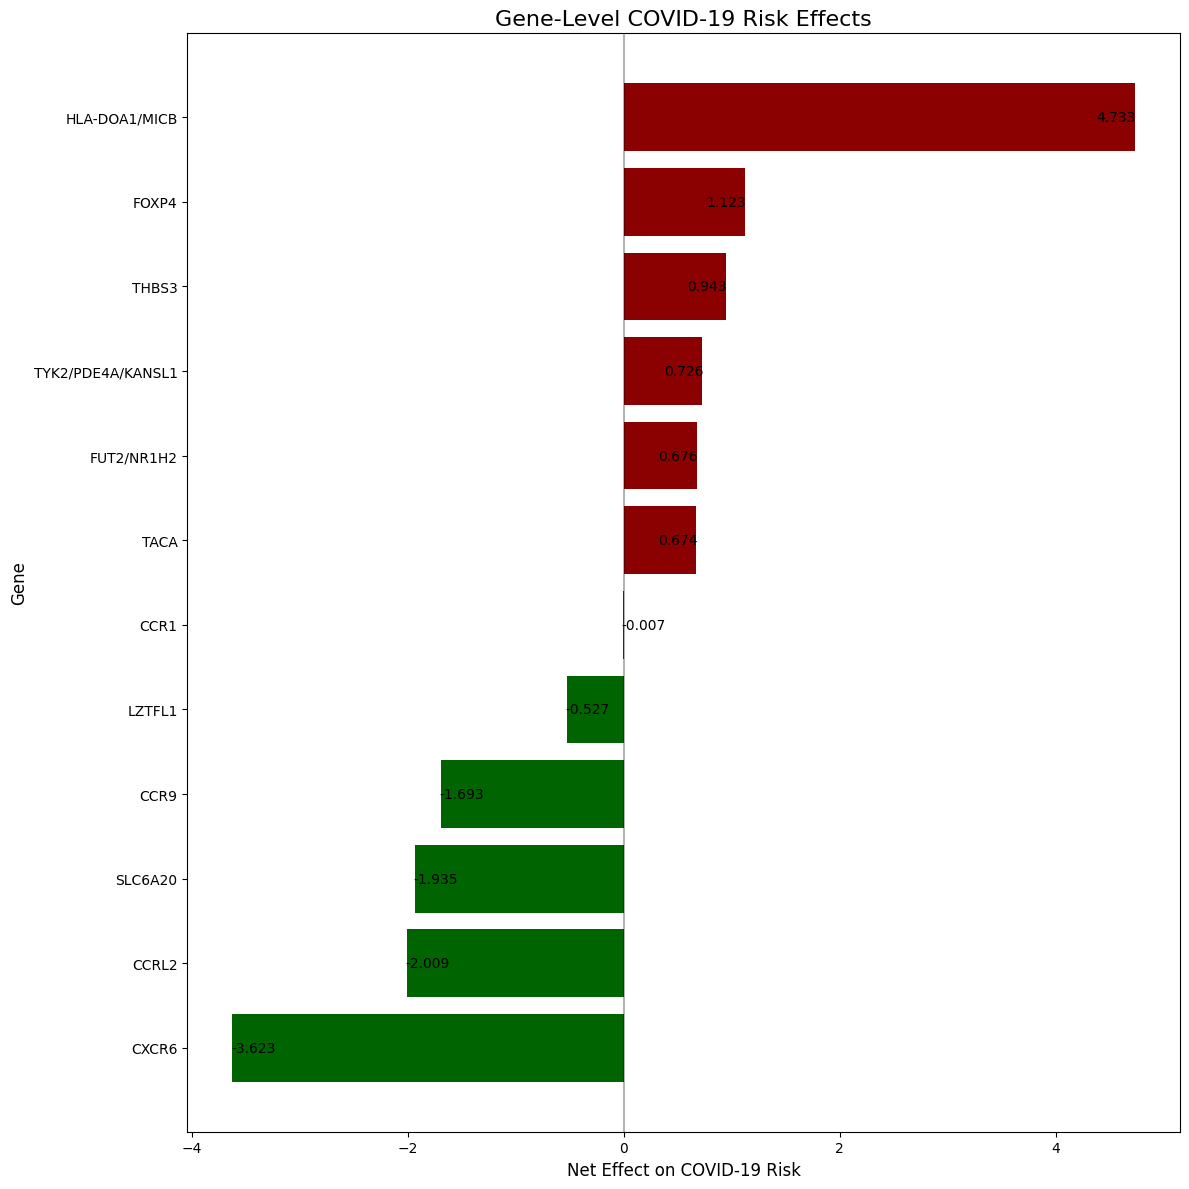 Gene-Level COVID-19 Risk Effects
HLA-DOA1/MICB
4.733
FOXP4
1.123
THBS3
0.943
TYK2/PDE4A/KANSL1
0.726
FUT2/NR1H2
0.676
TACA
0.674
CCR1
-0.007
LZTFL1
-0.527
CCR9
-1.693
SLC6A20
-1.935
CCRL2
-2.009
CXCR6
-3.623
Gene
−4
−2
0
2
4
Net Effect on COVID-19 Risk